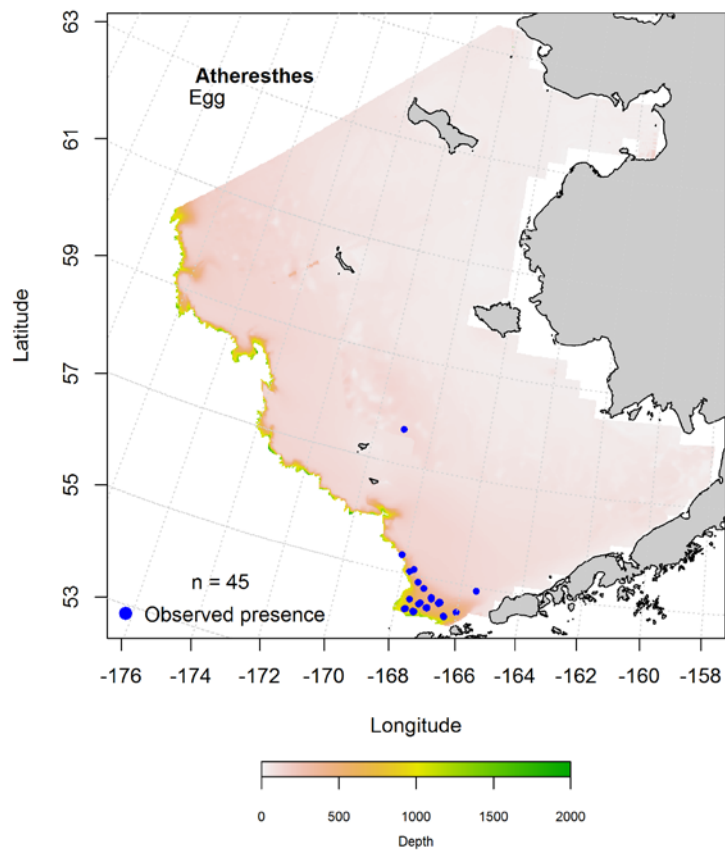 63
61
59
57
55
53
Latitude
Atheresthes
Egg
n = 45
Observed presence
-176 -174 -172 -170 -168 -166 -164 -162 -160 -158
Longitude
0 500 1000 1500 2000
Depth